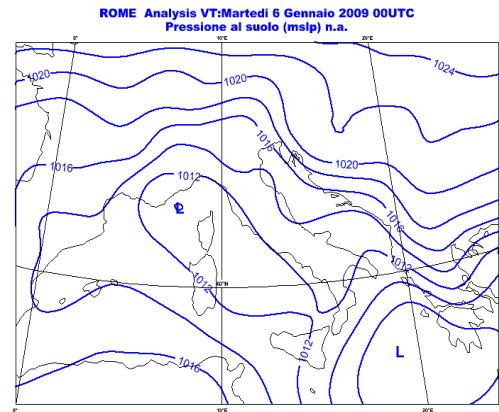 ROME Analysis VT:Martedi 6 Gennaio 2009 00UTC
Pressione al suolo (mslp) n.a.
0° 20°E
1024
1020 1020
1016
1020
1016 1012
1016
1012
1012 40°N
1012
L
1016
0° 10°E 20°E